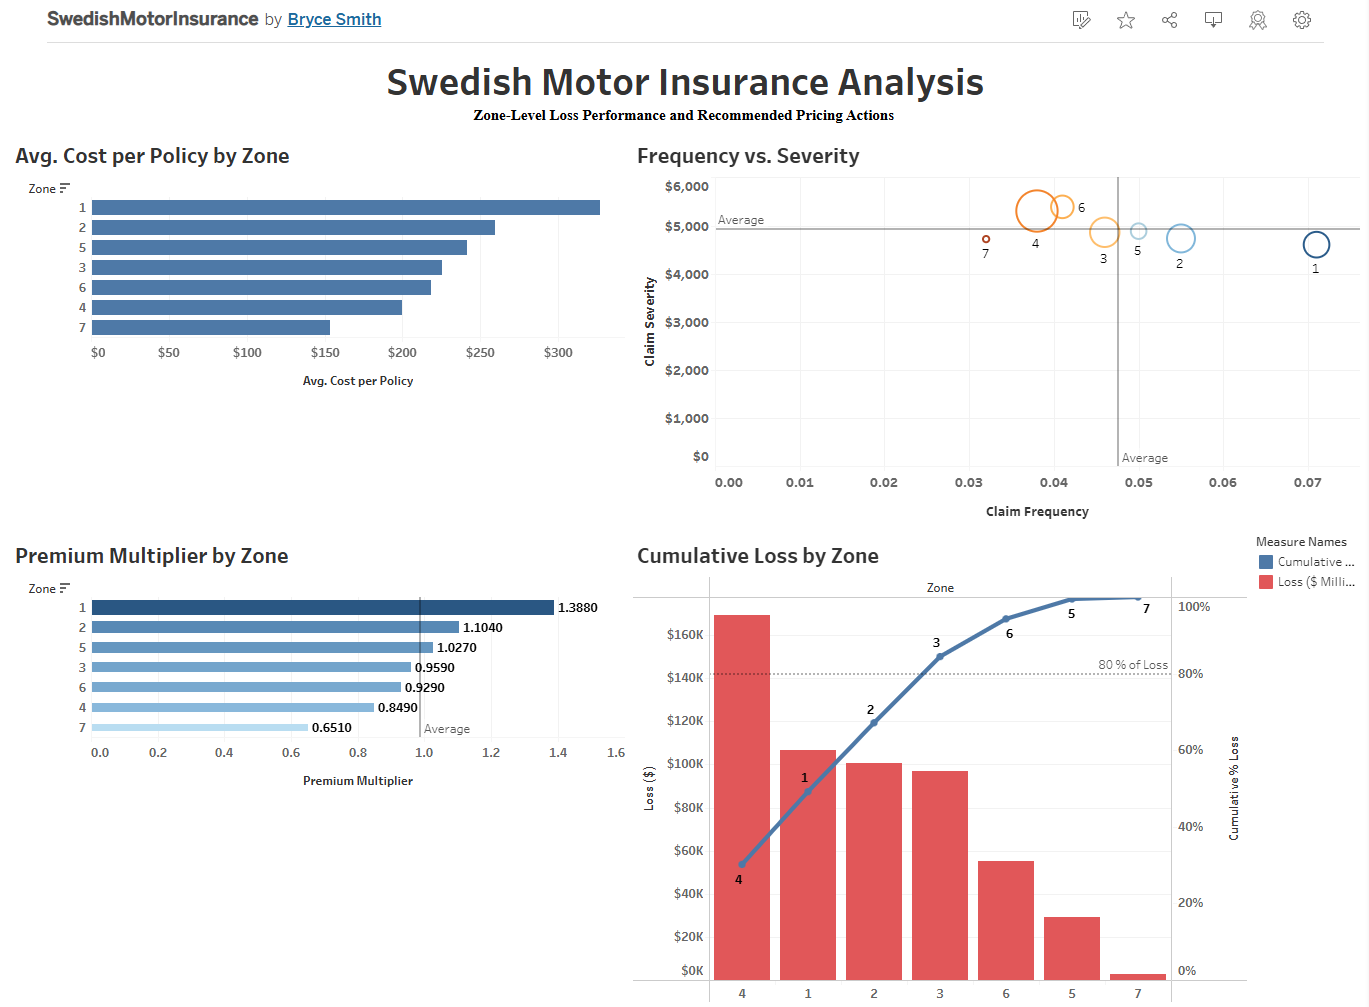 SwedishMotorInsurance by Bryce Smith
Swedish Motor Insurance Analysis
Zone-Level Loss Performance and Recommended Pricing Actions
Avg. Cost per Policy by Zone
Zone
1
2
5
3
6
4
7
$0 $50 $100 $150 $200 $250 $300
Avg. Cost per Policy
Frequency vs. Severity
$6,000
$5,000
$4,000
$3,000
$2,000
$1,000
$0
Claim Severity
Average
6
4
7
3
5
2
1
Average
0.00 0.01 0.02 0.03 0.04 0.05 0.06 0.07
Claim Frequency
Premium Multiplier by Zone
Zone
1 1.3880
2 1.1040
5 1.0270
3 0.9590
6 0.9290
4 0.8490
7 0.6510
Average
0.0 0.2 0.4 0.6 0.8 1.0 1.2 1.4 1.6
Premium Multiplier
Cumulative Loss by Zone
Zone
$160K
$140K
$120K
$100K
$80K
$60K
$40K
$20K
$0K
Loss ($)
4
1
2
3
6
5
7
80 % of Loss
100%
80%
60%
40%
20%
0%
Cumulative % Loss
4 1 2 3 6 5 7
Measure Names
Cumulative ...
Loss ($ Milli...